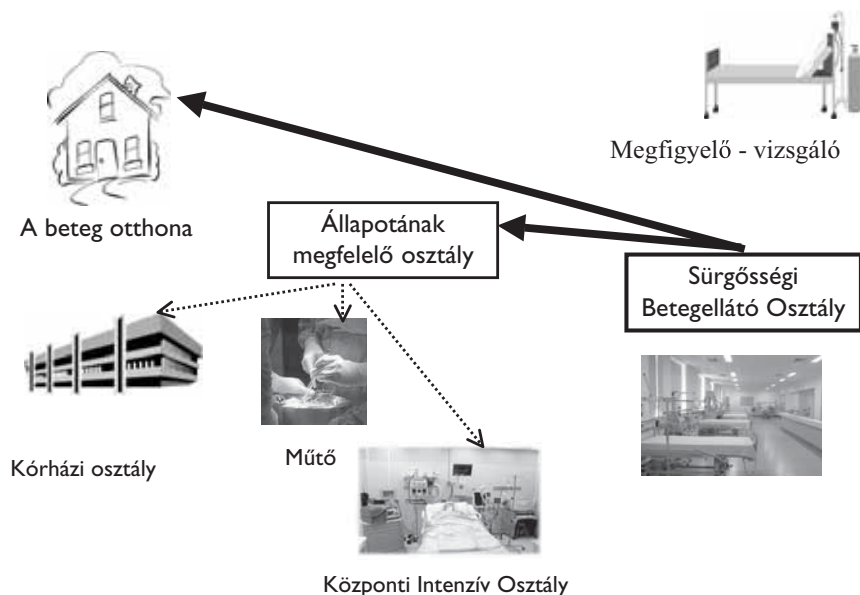 Megfigyelő - vizsgáló
A beteg otthona
Állapotának
megfelelő osztály
Sürgősségi
Betegellátó Osztály
Kórházi osztály
Műtő
Központi Intenzív Osztály